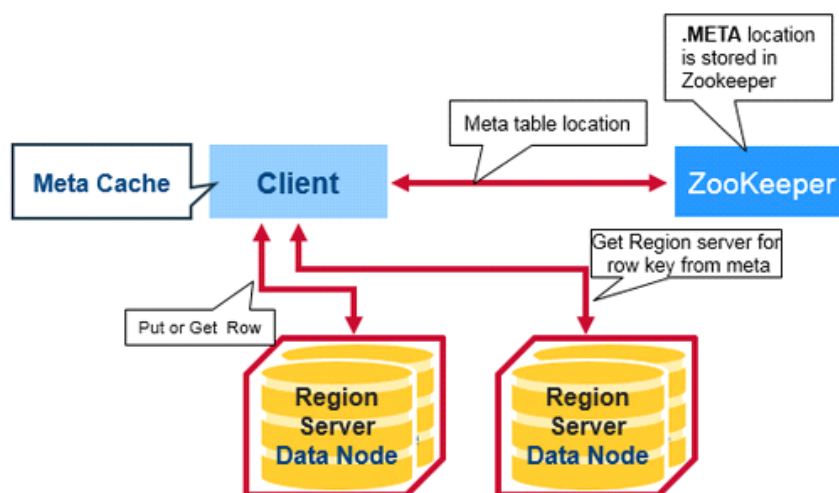 .META location
is stored in
Zookeeper
Meta table location
Meta Cache
Client
ZooKeeper
Get Region server for
row key from meta
Put or Get Row
Region
Server
Data Node
Region
Server
Data Node